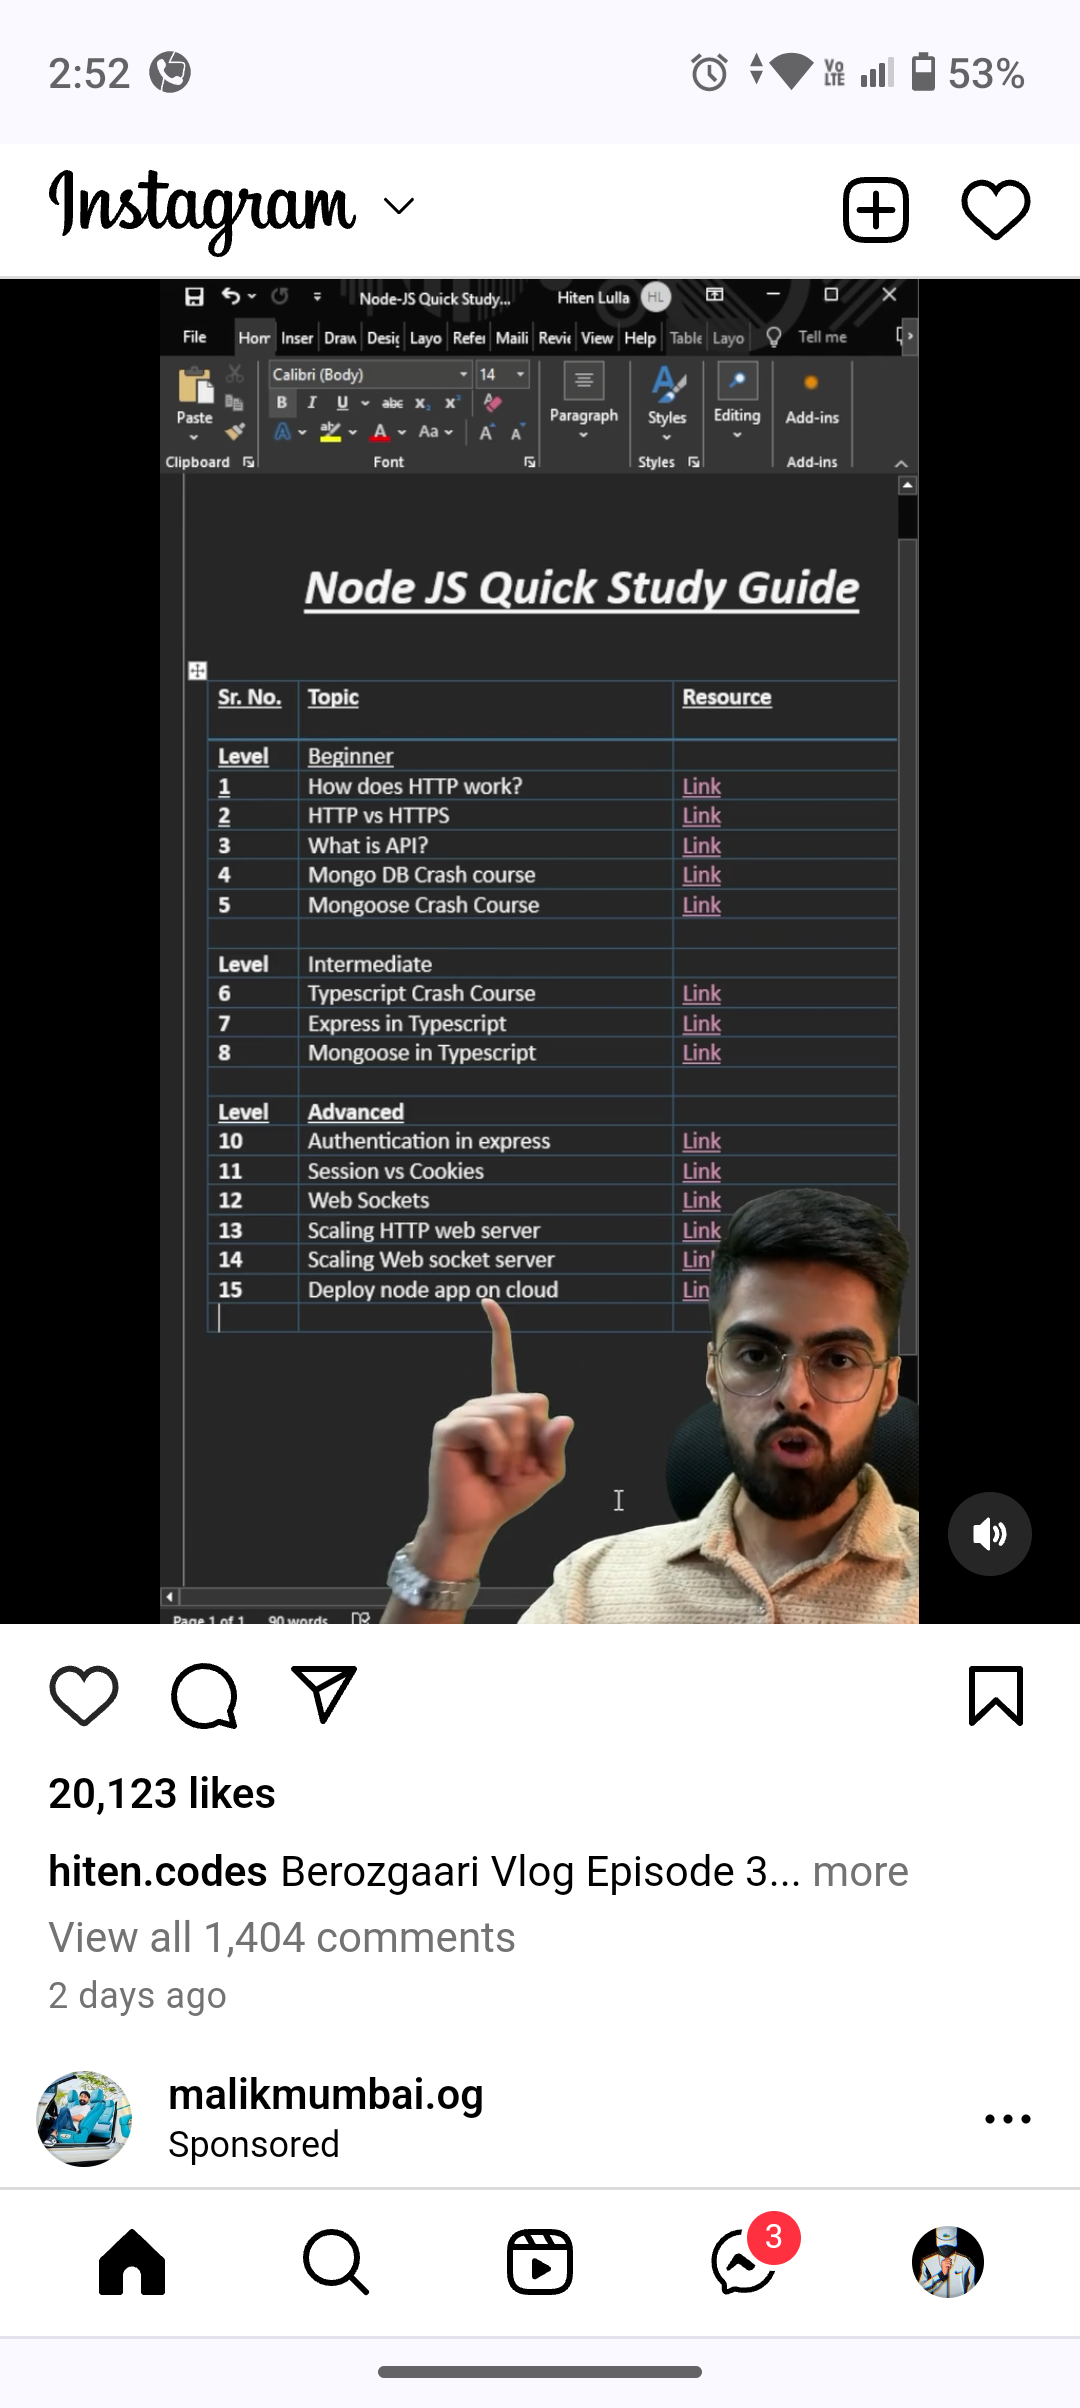 2:52 Vo LTE 53%
Instagram
Node-JS Quick Study... Hiten Lulla HL
File Hom Inser Draw Desig Layo Refer Maili Revie View Help Table Layo Tell me
Calibri (Body) 14
Paste B I U abc x x Paragraph Styles Editing Add-ins
A ab A Aa A A
Clipboard Font Styles Add-ins
Node JS Quick Study Guide
Sr. No. Topic Resource
Level Beginner
1 How does HTTP work? Link
2 HTTP vs HTTPS Link
3 What is API? Link
4 Mongo DB Crash course Link
5 Mongoose Crash Course Link
Level Intermediate
6 Typescript Crash Course Link
7 Express in Typescript Link
8 Mongoose in Typescript Link
Level Advanced
10 Authentication in express Link
11 Session vs Cookies Link
12 Web Sockets Link
13 Scaling HTTP web server Link
14 Scaling Web socket server Lin
15 Deploy node app on cloud Lin
Page 1 of 1 90 words
20,123 likes
hiten.codes Berozgaari Vlog Episode 3... more
View all 1,404 comments
2 days ago
malikmumbai.og
Sponsored
3